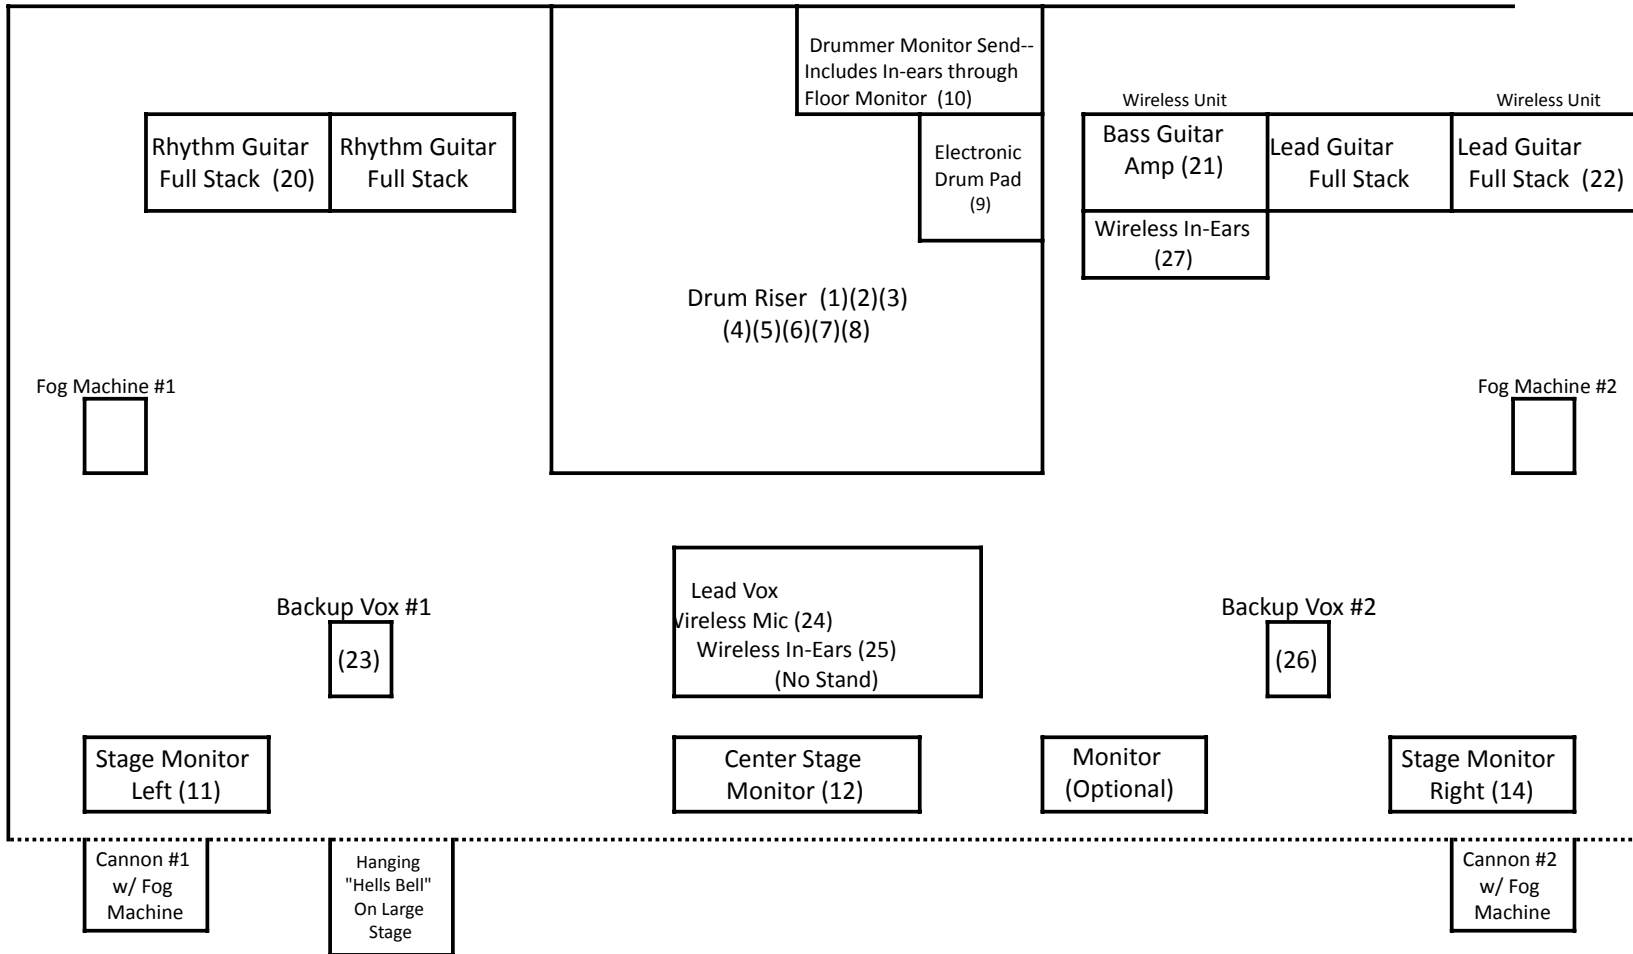 Drummer Monitor Send--
Includes In-ears through
Floor Monitor (10)
Wireless Unit
Wireless Unit
Rhythm Guitar
Full Stack (20)
Rhythm Guitar
Full Stack
Electronic
Drum Pad
(9)
Bass Guitar
Amp (21)
Lead Guitar
Full Stack
Lead Guitar
Full Stack (22)
Wireless In-Ears
(27)
Drum Riser (1)(2)(3)
(4)(5)(6)(7)(8)
Fog Machine #1
Fog Machine #2
Backup Vox #1
(23)
Lead Vox
Wireless Mic (24)
Wireless In-Ears (25)
(No Stand)
Backup Vox #2
(26)
Stage Monitor
Left (11)
Center Stage
Monitor (12)
Monitor
(Optional)
Stage Monitor
Right (14)
Cannon #1
w/ Fog
Machine
Hanging
"Hells Bell"
On Large
Stage
Cannon #2
w/ Fog
Machine